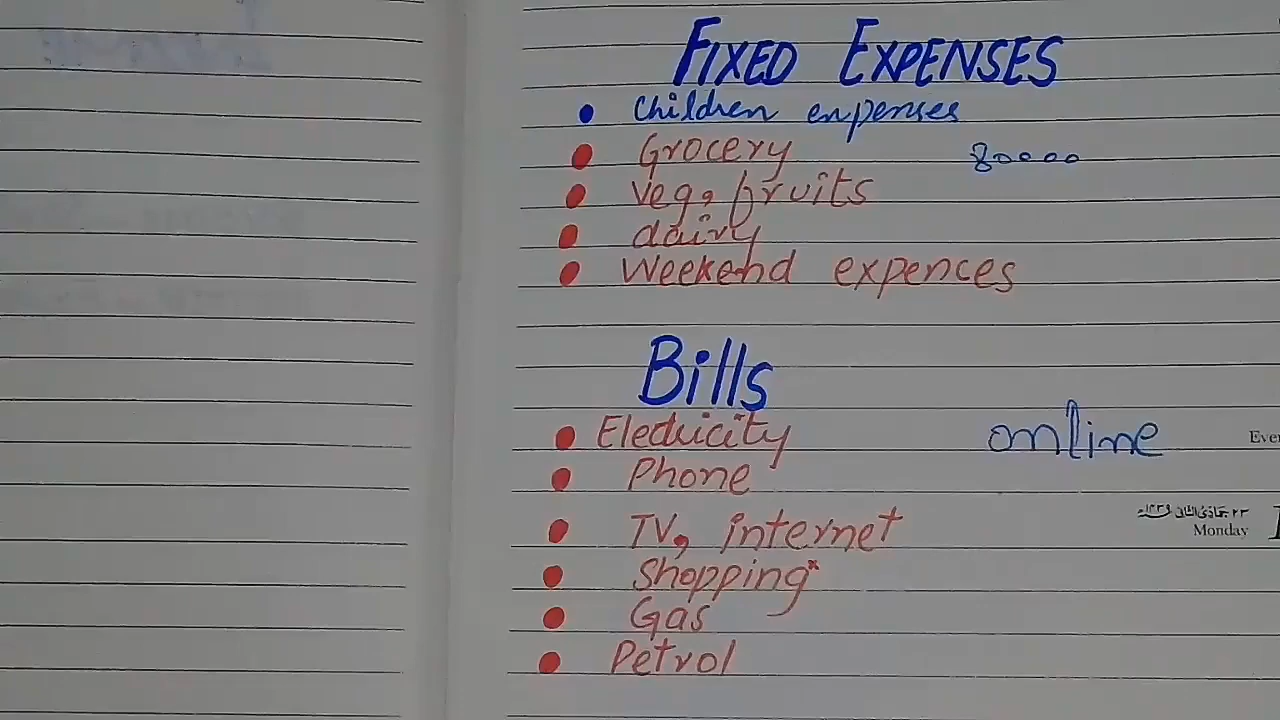 FIXED EXPENSES
• Children expenses
• Grocery 80000
• Veg, fruits
• dairy
• Weekend expences
Bills
• Electricity online
• Phone
• TV, internet
Monday
• Shopping*
• Gas
• Petrol